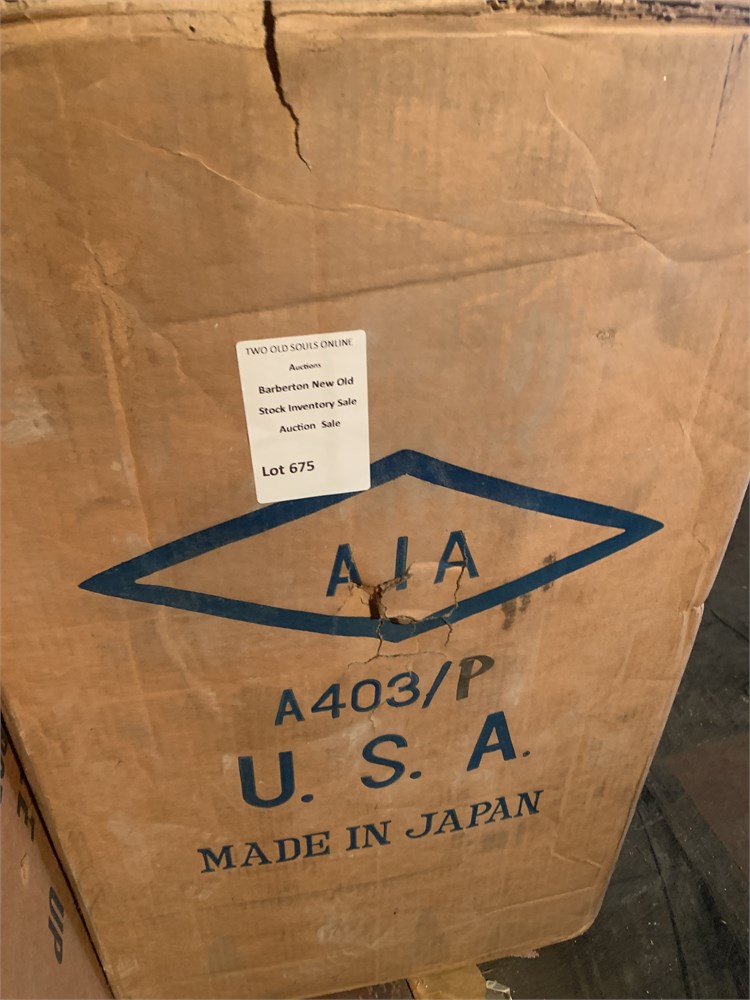 TWO OLD SOULS ONLINE
Auctions
Barberton New Old
Stock Inventory Sale
Auction Sale
Lot 675
AIA
A403/P
U. S. A.
MADE IN JAPAN
UP